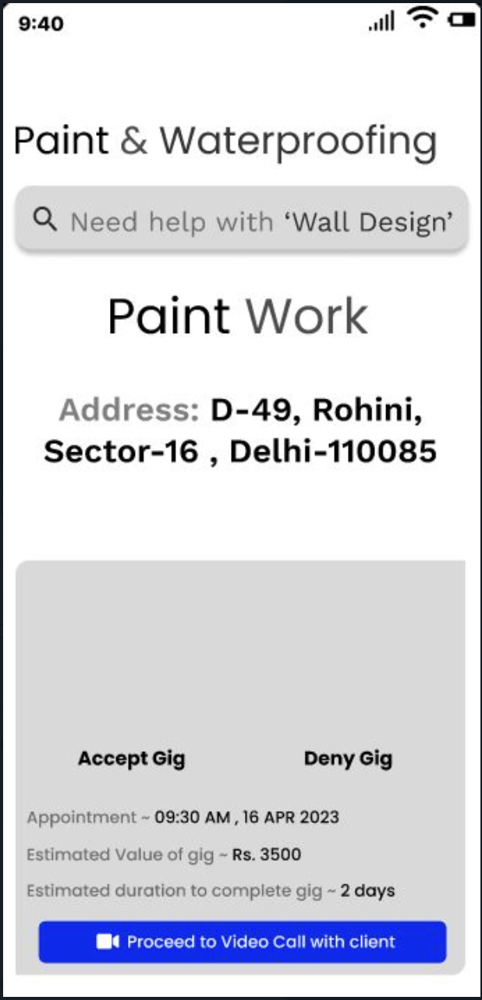 9:40
Paint & Waterproofing
Need help with ‘Wall Design’
Paint Work
Address: D-49, Rohini,
Sector-16 , Delhi-110085
Accept Gig Deny Gig
Appointment ~ 09:30 AM , 16 APR 2023
Estimated Value of gig ~ Rs. 3500
Estimated duration to complete gig ~ 2 days
Proceed to Video Call with client